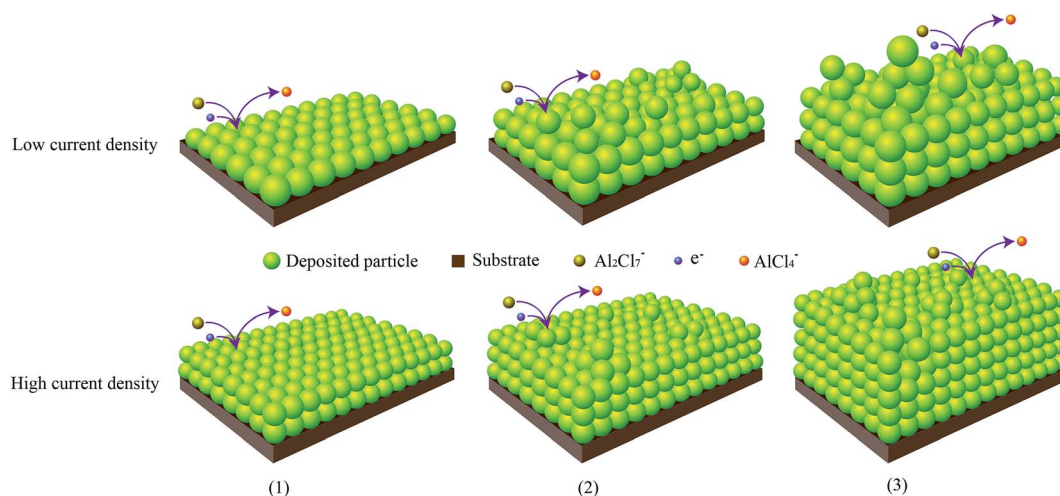 Low current density
Deposited particle Substrate Al₂Cl₇⁻ e⁻ AlCl₄⁻
High current density
(1) (2) (3)